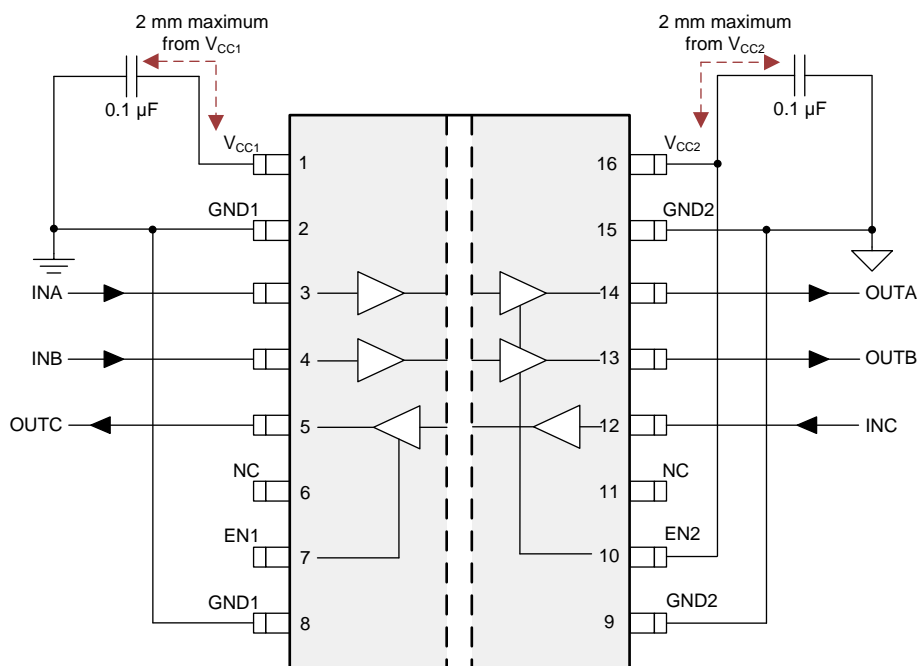 2 mm maximum
from VCC1
2 mm maximum
from VCC2
0.1 µF
0.1 µF
VCC1
1
16
VCC2
GND1
2
15
GND2
INA
3
14
OUTA
INB
4
13
OUTB
OUTC
5
12
INC
NC
6
11
NC
EN1
7
10
EN2
GND1
8
9
GND2